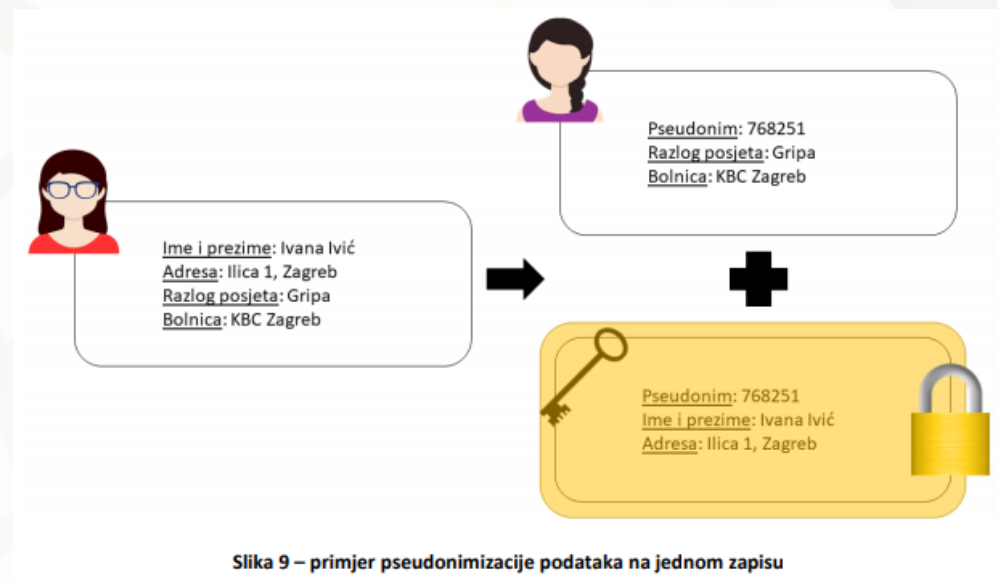 Ime i prezime: Ivana Ivić
Adresa: Ilica 1, Zagreb
Razlog posjeta: Gripa
Bolnica: KBC Zagreb
Pseudonim: 768251
Razlog posjeta: Gripa
Bolnica: KBC Zagreb
Pseudonim: 768251
Ime i prezime: Ivana Ivić
Adresa: Ilica 1, Zagreb
Slika 9 – primjer pseudonimizacije podataka na jednom zapisu